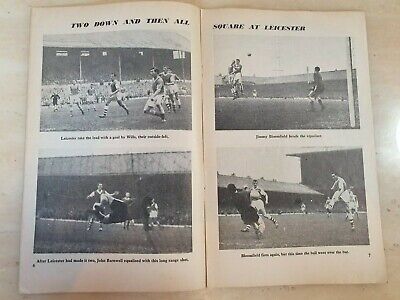 TWO DOWN AND THEN ALL SQUARE AT LEICESTER
Leicester take the lead with a goal by Wills, their outside-left.
Jimmy Bloomfield heads the equaliser.
After Leicester had made it two, John Barnwell equalised with this long range shot.
Bloomfield fires again, but this time the ball went over the bar.
6
7